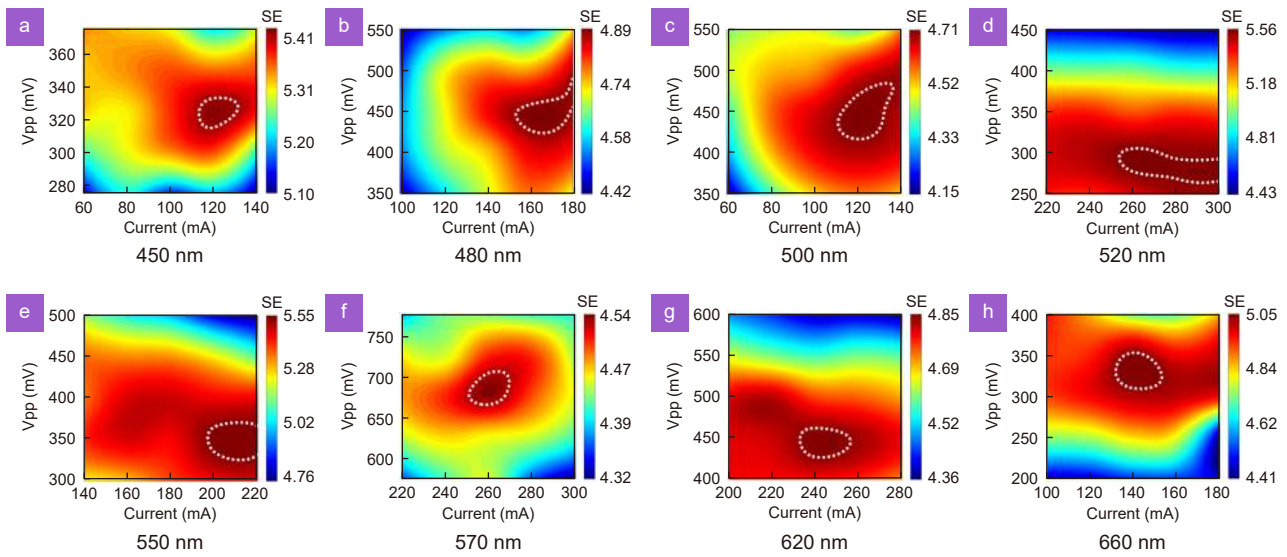 a
SE
Vpp (mV)
375
360
340
320
300
280
275
60 80 100 120 140
Current (mA)
5.41
5.31
5.20
5.10
450 nm
b
SE
Vpp (mV)
550
500
450
400
350
100 120 140 160 180
Current (mA)
4.89
4.74
4.58
4.42
480 nm
c
SE
Vpp (mV)
550
500
450
400
350
60 80 100 120 140
Current (mA)
4.71
4.52
4.33
4.15
500 nm
d
SE
Vpp (mV)
450
400
350
300
250
220 240 260 280 300
Current (mA)
5.56
5.18
4.81
4.43
520 nm
e
SE
Vpp (mV)
500
450
400
350
300
140 160 180 200 220
Current (mA)
5.55
5.28
5.02
4.76
550 nm
f
SE
Vpp (mV)
750
700
650
600
220 240 260 280 300
Current (mA)
4.54
4.47
4.39
4.32
570 nm
g
SE
Vpp (mV)
600
550
500
450
400
200 220 240 260 280
Current (mA)
4.85
4.69
4.52
4.36
620 nm
h
SE
Vpp (mV)
400
350
300
250
200
100 120 140 160 180
Current (mA)
5.05
4.84
4.62
4.41
660 nm